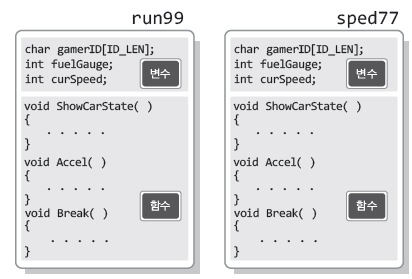 run99
char gamerID[ID_LEN];
int fuelGauge;
int curSpeed;
변수
void ShowCarState( )
{
. . . . .
}
void Accel( )
{
. . . . .
}
void Break( )
{
. . . . .
}
함수
sped77
char gamerID[ID_LEN];
int fuelGauge;
int curSpeed;
변수
void ShowCarState( )
{
. . . . .
}
void Accel( )
{
. . . . .
}
void Break( )
{
. . . . .
}
함수